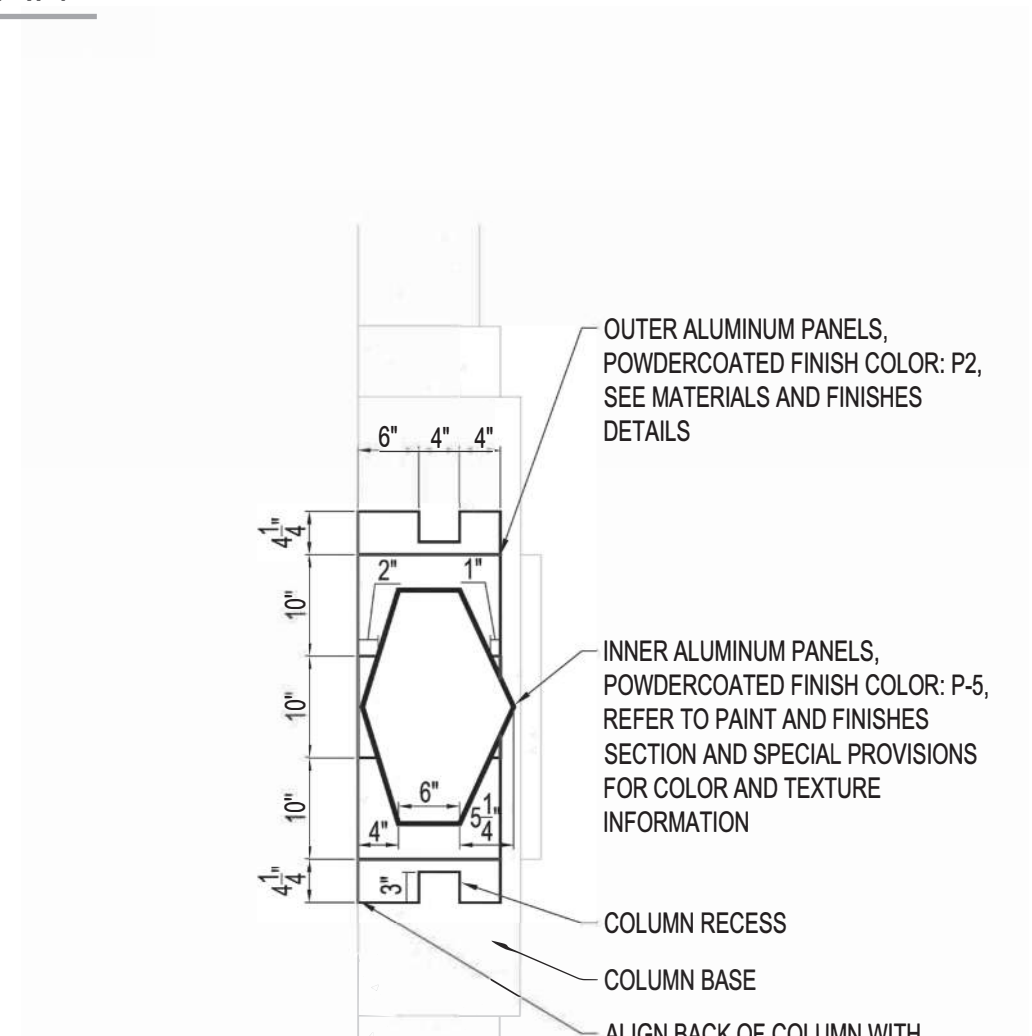 OUTER ALUMINUM PANELS,
POWDERCOATED FINISH COLOR: P2,
SEE MATERIALS AND FINISHES
DETAILS
6" 4" 4"
4 1/4"
2" 1"
10"
INNER ALUMINUM PANELS,
POWDERCOATED FINISH COLOR: P-5,
REFER TO PAINT AND FINISHES
SECTION AND SPECIAL PROVISIONS
FOR COLOR AND TEXTURE
INFORMATION
10"
6"
10"
4" 5 1/4"
4 1/4"
3"
COLUMN RECESS
COLUMN BASE
ALIGN BACK OF COLUMN WITH